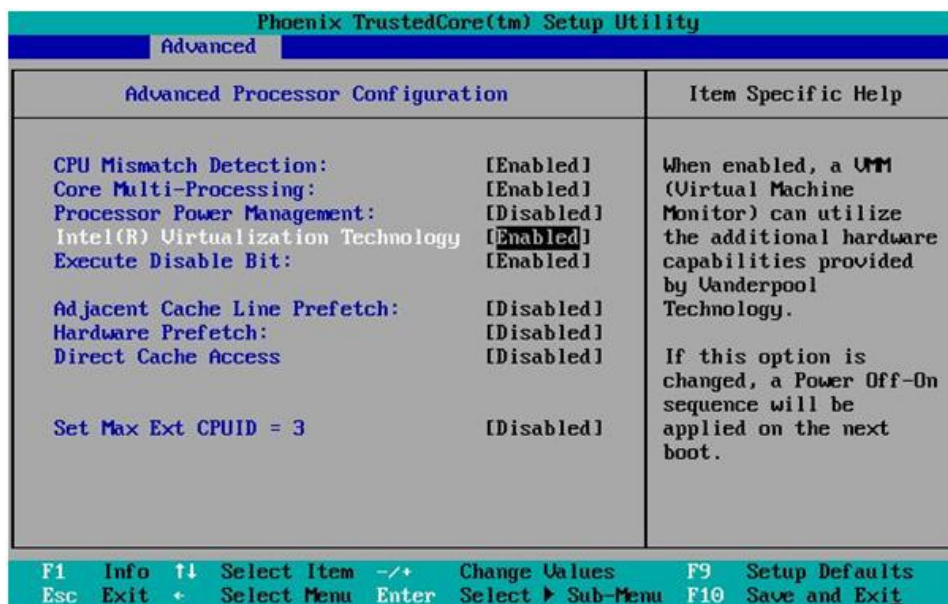 Phoenix TrustedCore(tm) Setup Utility
Advanced
Advanced Processor Configuration
Item Specific Help
CPU Mismatch Detection: [Enabled]
Core Multi-Processing: [Enabled]
Processor Power Management: [Disabled]
Intel(R) Virtualization Technology [Enabled]
Execute Disable Bit: [Enabled]
Adjacent Cache Line Prefetch: [Disabled]
Hardware Prefetch: [Disabled]
Direct Cache Access [Disabled]
Set Max Ext CPUID = 3 [Disabled]
When enabled, a VMM
(Virtual Machine
Monitor) can utilize
the additional hardware
capabilities provided
by Vanderpool
Technology.
If this option is
changed, a Power Off-On
sequence will be
applied on the next
boot.
F1 Info ↑↓ Select Item -/+ Change Values F9 Setup Defaults
Esc Exit ← Select Menu Enter Select ▶ Sub-Menu F10 Save and Exit